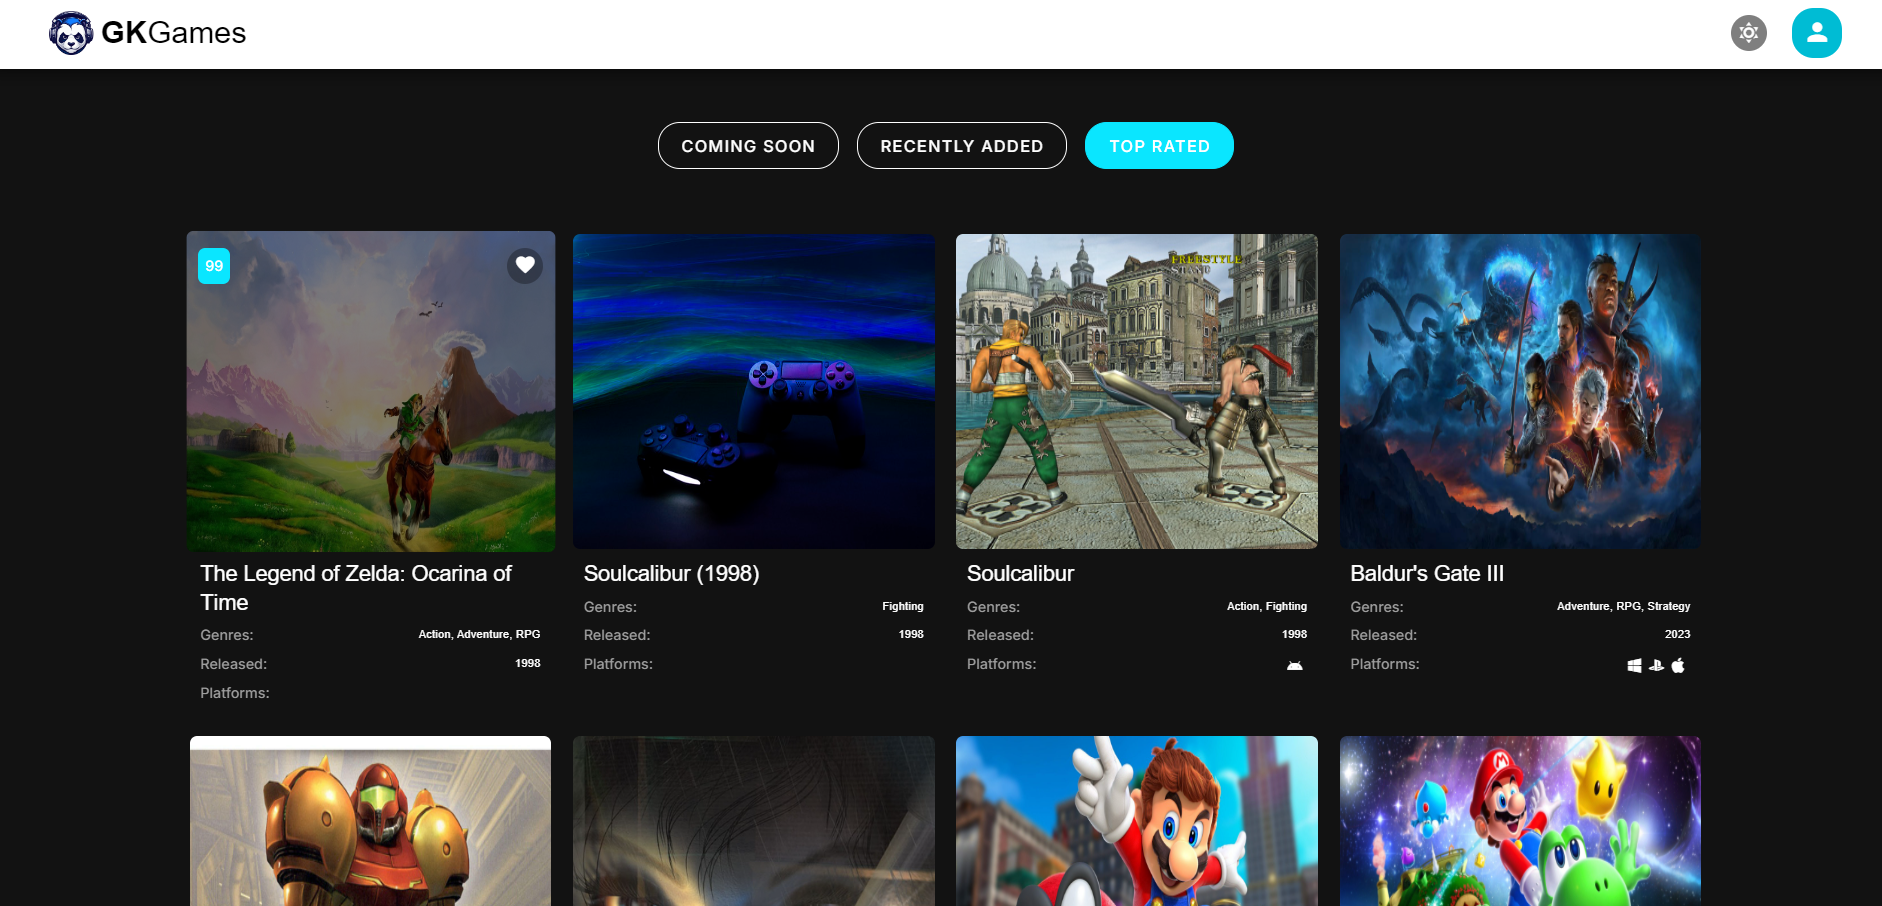 GKGames
COMING SOON
RECENTLY ADDED
TOP RATED
99
FREESTYLE
The Legend of Zelda: Ocarina of
Time
Genres: Action, Adventure, RPG
Released: 1998
Platforms:
Soulcalibur (1998)
Genres: Fighting
Released: 1998
Platforms:
Soulcalibur
Genres: Action, Fighting
Released: 1998
Platforms:
Baldur's Gate III
Genres: Adventure, RPG, Strategy
Released: 2023
Platforms:
M